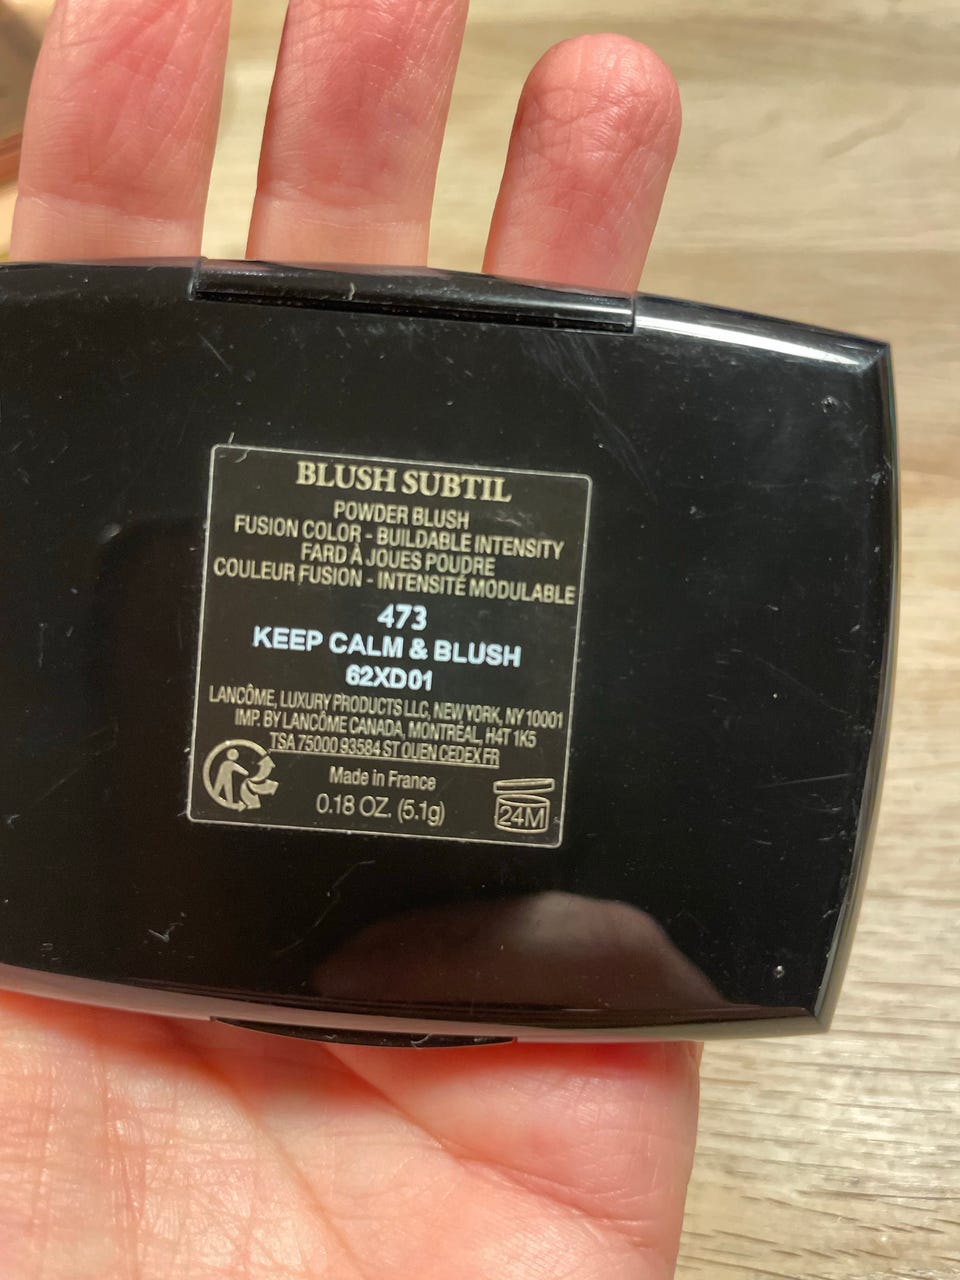 BLUSH SUBTIL
POWDER BLUSH
FUSION COLOR - BUILDABLE INTENSITY
FARD À JOUES POUDRE
COULEUR FUSION - INTENSITÉ MODULABLE
473
KEEP CALM & BLUSH
62XD01
LANCÔME, LUXURY PRODUCTS LLC, NEW YORK, NY 10001
IMP. BY LANCÔME CANADA, MONTREAL, H4T 1K5
TSA 75000 93584 ST OUEN CEDEX FR
Made in France
0.18 OZ. (5.1g)
24M